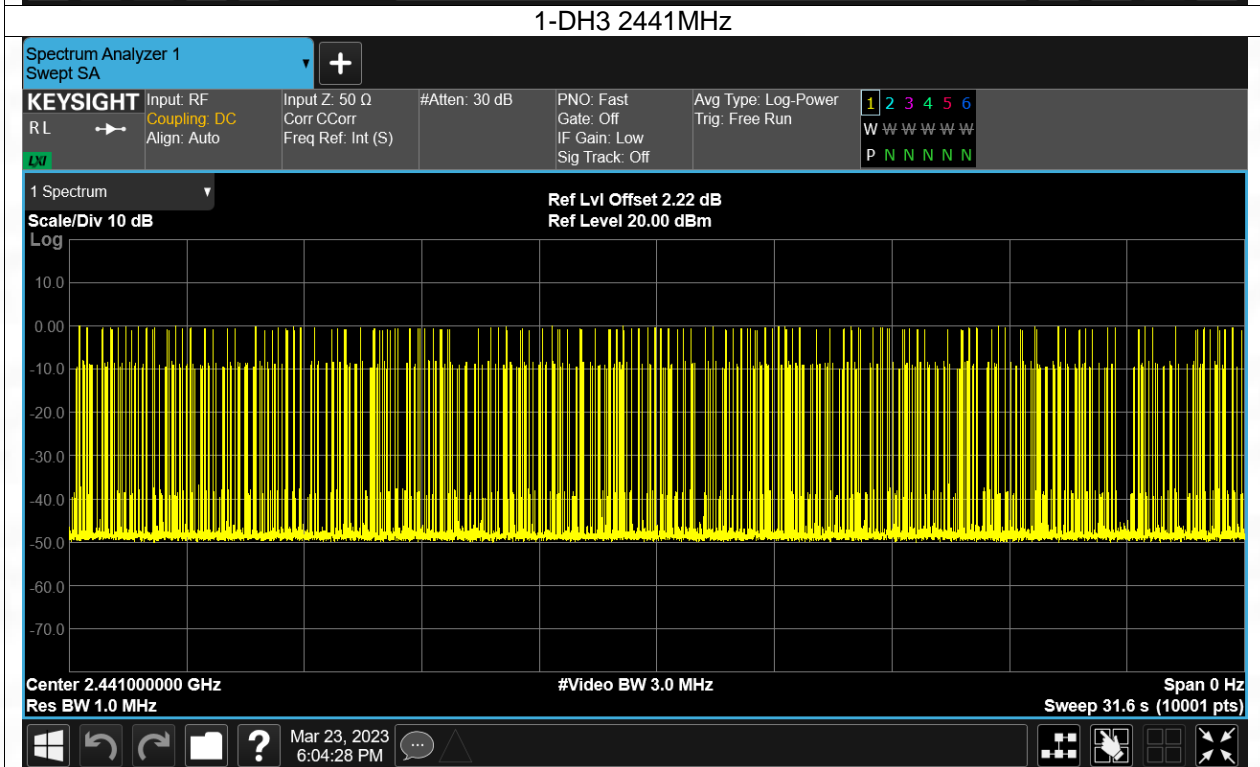 1-DH3 2441MHz
Spectrum Analyzer 1
Swept SA
KEYSIGHT
RL
LXI
Input: RF
Coupling: DC
Align: Auto
Input Z: 50 Ω
Corr CCorr
Freq Ref: Int (S)
#Atten: 30 dB
PNO: Fast
Gate: Off
IF Gain: Low
Sig Track: Off
Avg Type: Log-Power
Trig: Free Run
1 2 3 4 5 6
W W W W W W
P N N N N N
1 Spectrum
Scale/Div 10 dB
Ref Lvl Offset 2.22 dB
Ref Level 20.00 dBm
Log
10.0
0.00
-10.0
-20.0
-30.0
-40.0
-50.0
-60.0
-70.0
Center 2.441000000 GHz
#Video BW 3.0 MHz
Span 0 Hz
Res BW 1.0 MHz
Sweep 31.6 s (10001 pts)
?
Mar 23, 2023
6:04:28 PM